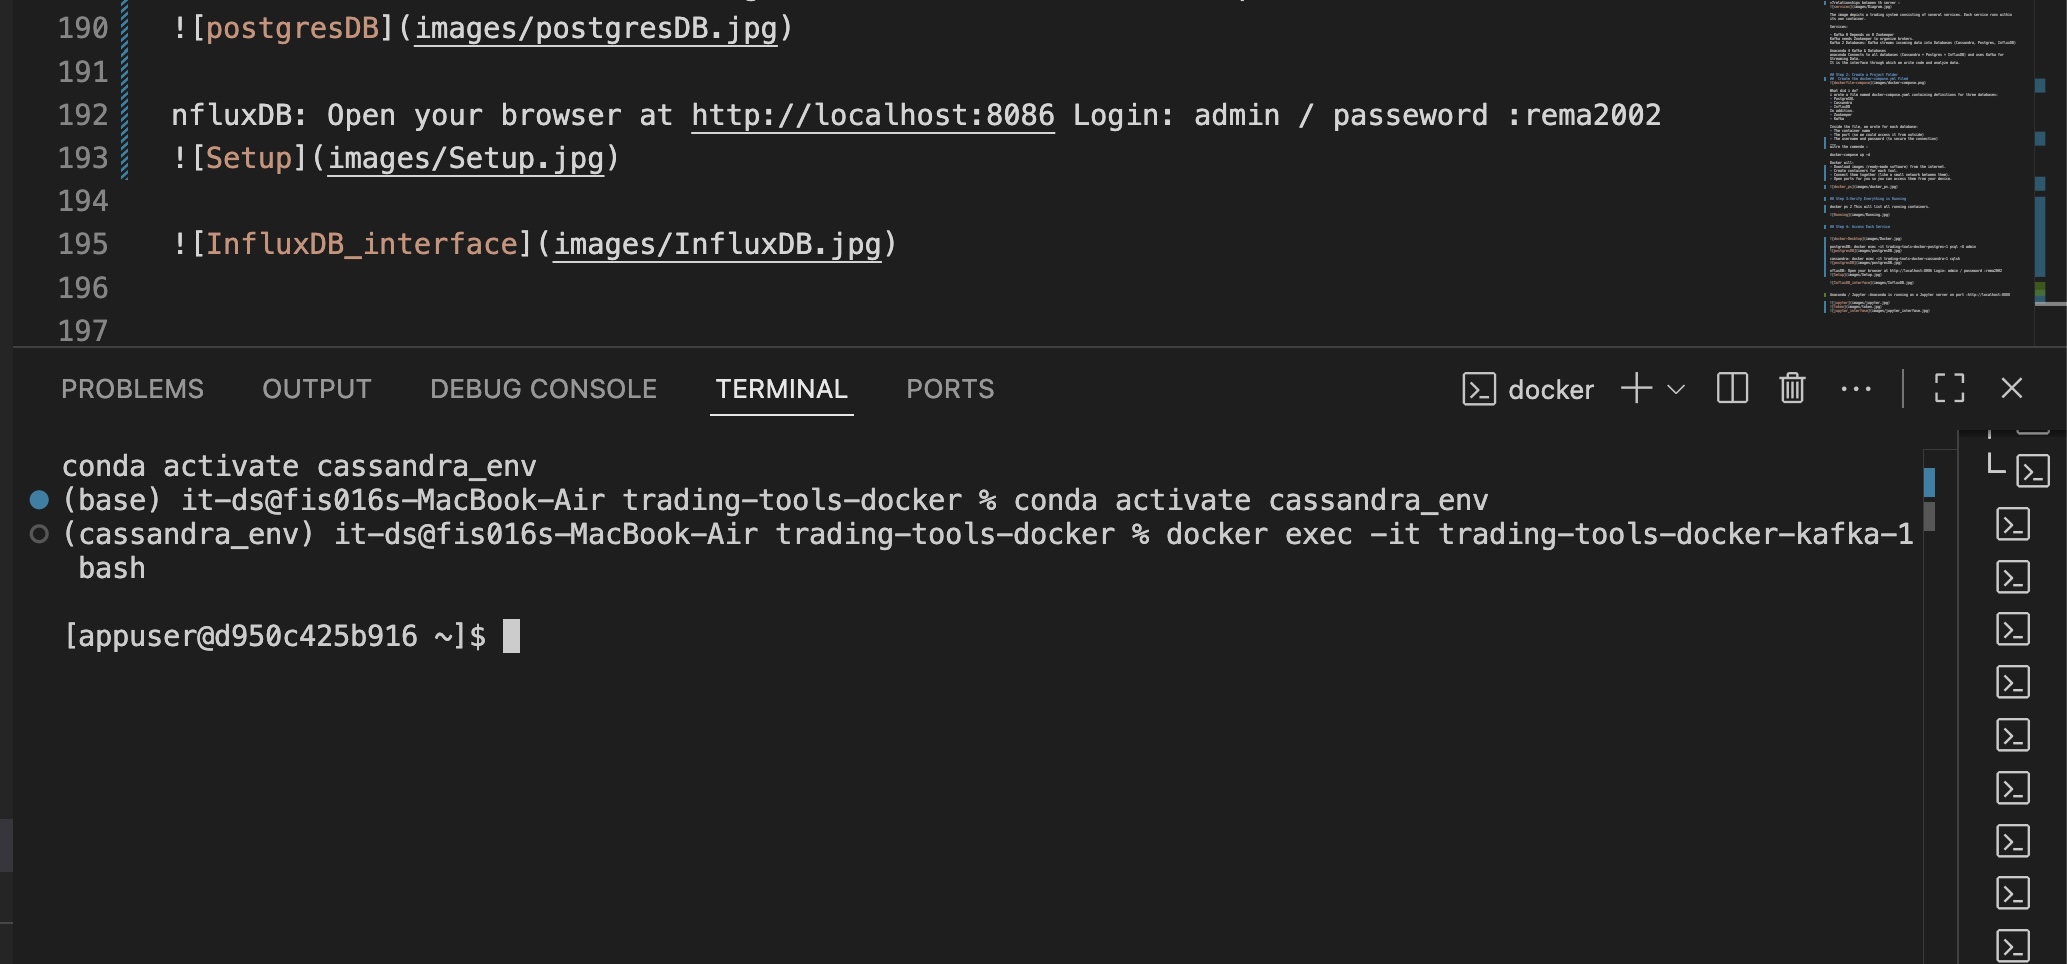 190 ![postgresDB](images/postgresDB.jpg)
191
192 nfluxDB: Open your browser at http://localhost:8086 Login: admin / passeword :rema2002
193 ![Setup](images/Setup.jpg)
194
195 ![InfluxDB_interface](images/InfluxDB.jpg)
196
197
PROBLEMS OUTPUT DEBUG CONSOLE TERMINAL PORTS docker
conda activate cassandra_env
(base) it-ds@fis016s-MacBook-Air trading-tools-docker % conda activate cassandra_env
(cassandra_env) it-ds@fis016s-MacBook-Air trading-tools-docker % docker exec -it trading-tools-docker-kafka-1
bash
[appuser@d950c425b916 ~]$